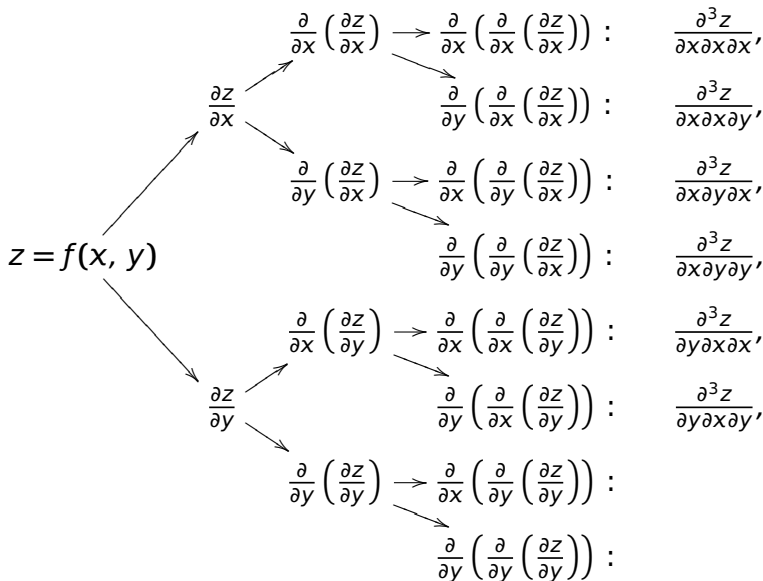 ∂/∂x (∂z/∂x) → ∂/∂x (∂/∂x (∂z/∂x)) : ∂³z/∂x∂x∂x,
∂z/∂x ∂/∂y (∂/∂x (∂z/∂x)) : ∂³z/∂x∂x∂y,
∂/∂y (∂z/∂x) → ∂/∂x (∂/∂y (∂z/∂x)) : ∂³z/∂x∂y∂x,
z = f(x, y) ∂/∂y (∂/∂y (∂z/∂x)) : ∂³z/∂x∂y∂y,
∂/∂x (∂z/∂y) → ∂/∂x (∂/∂x (∂z/∂y)) : ∂³z/∂y∂x∂x,
∂z/∂y ∂/∂y (∂/∂x (∂z/∂y)) : ∂³z/∂y∂x∂y,
∂/∂y (∂z/∂y) → ∂/∂x (∂/∂y (∂z/∂y)) :
∂/∂y (∂/∂y (∂z/∂y)) :